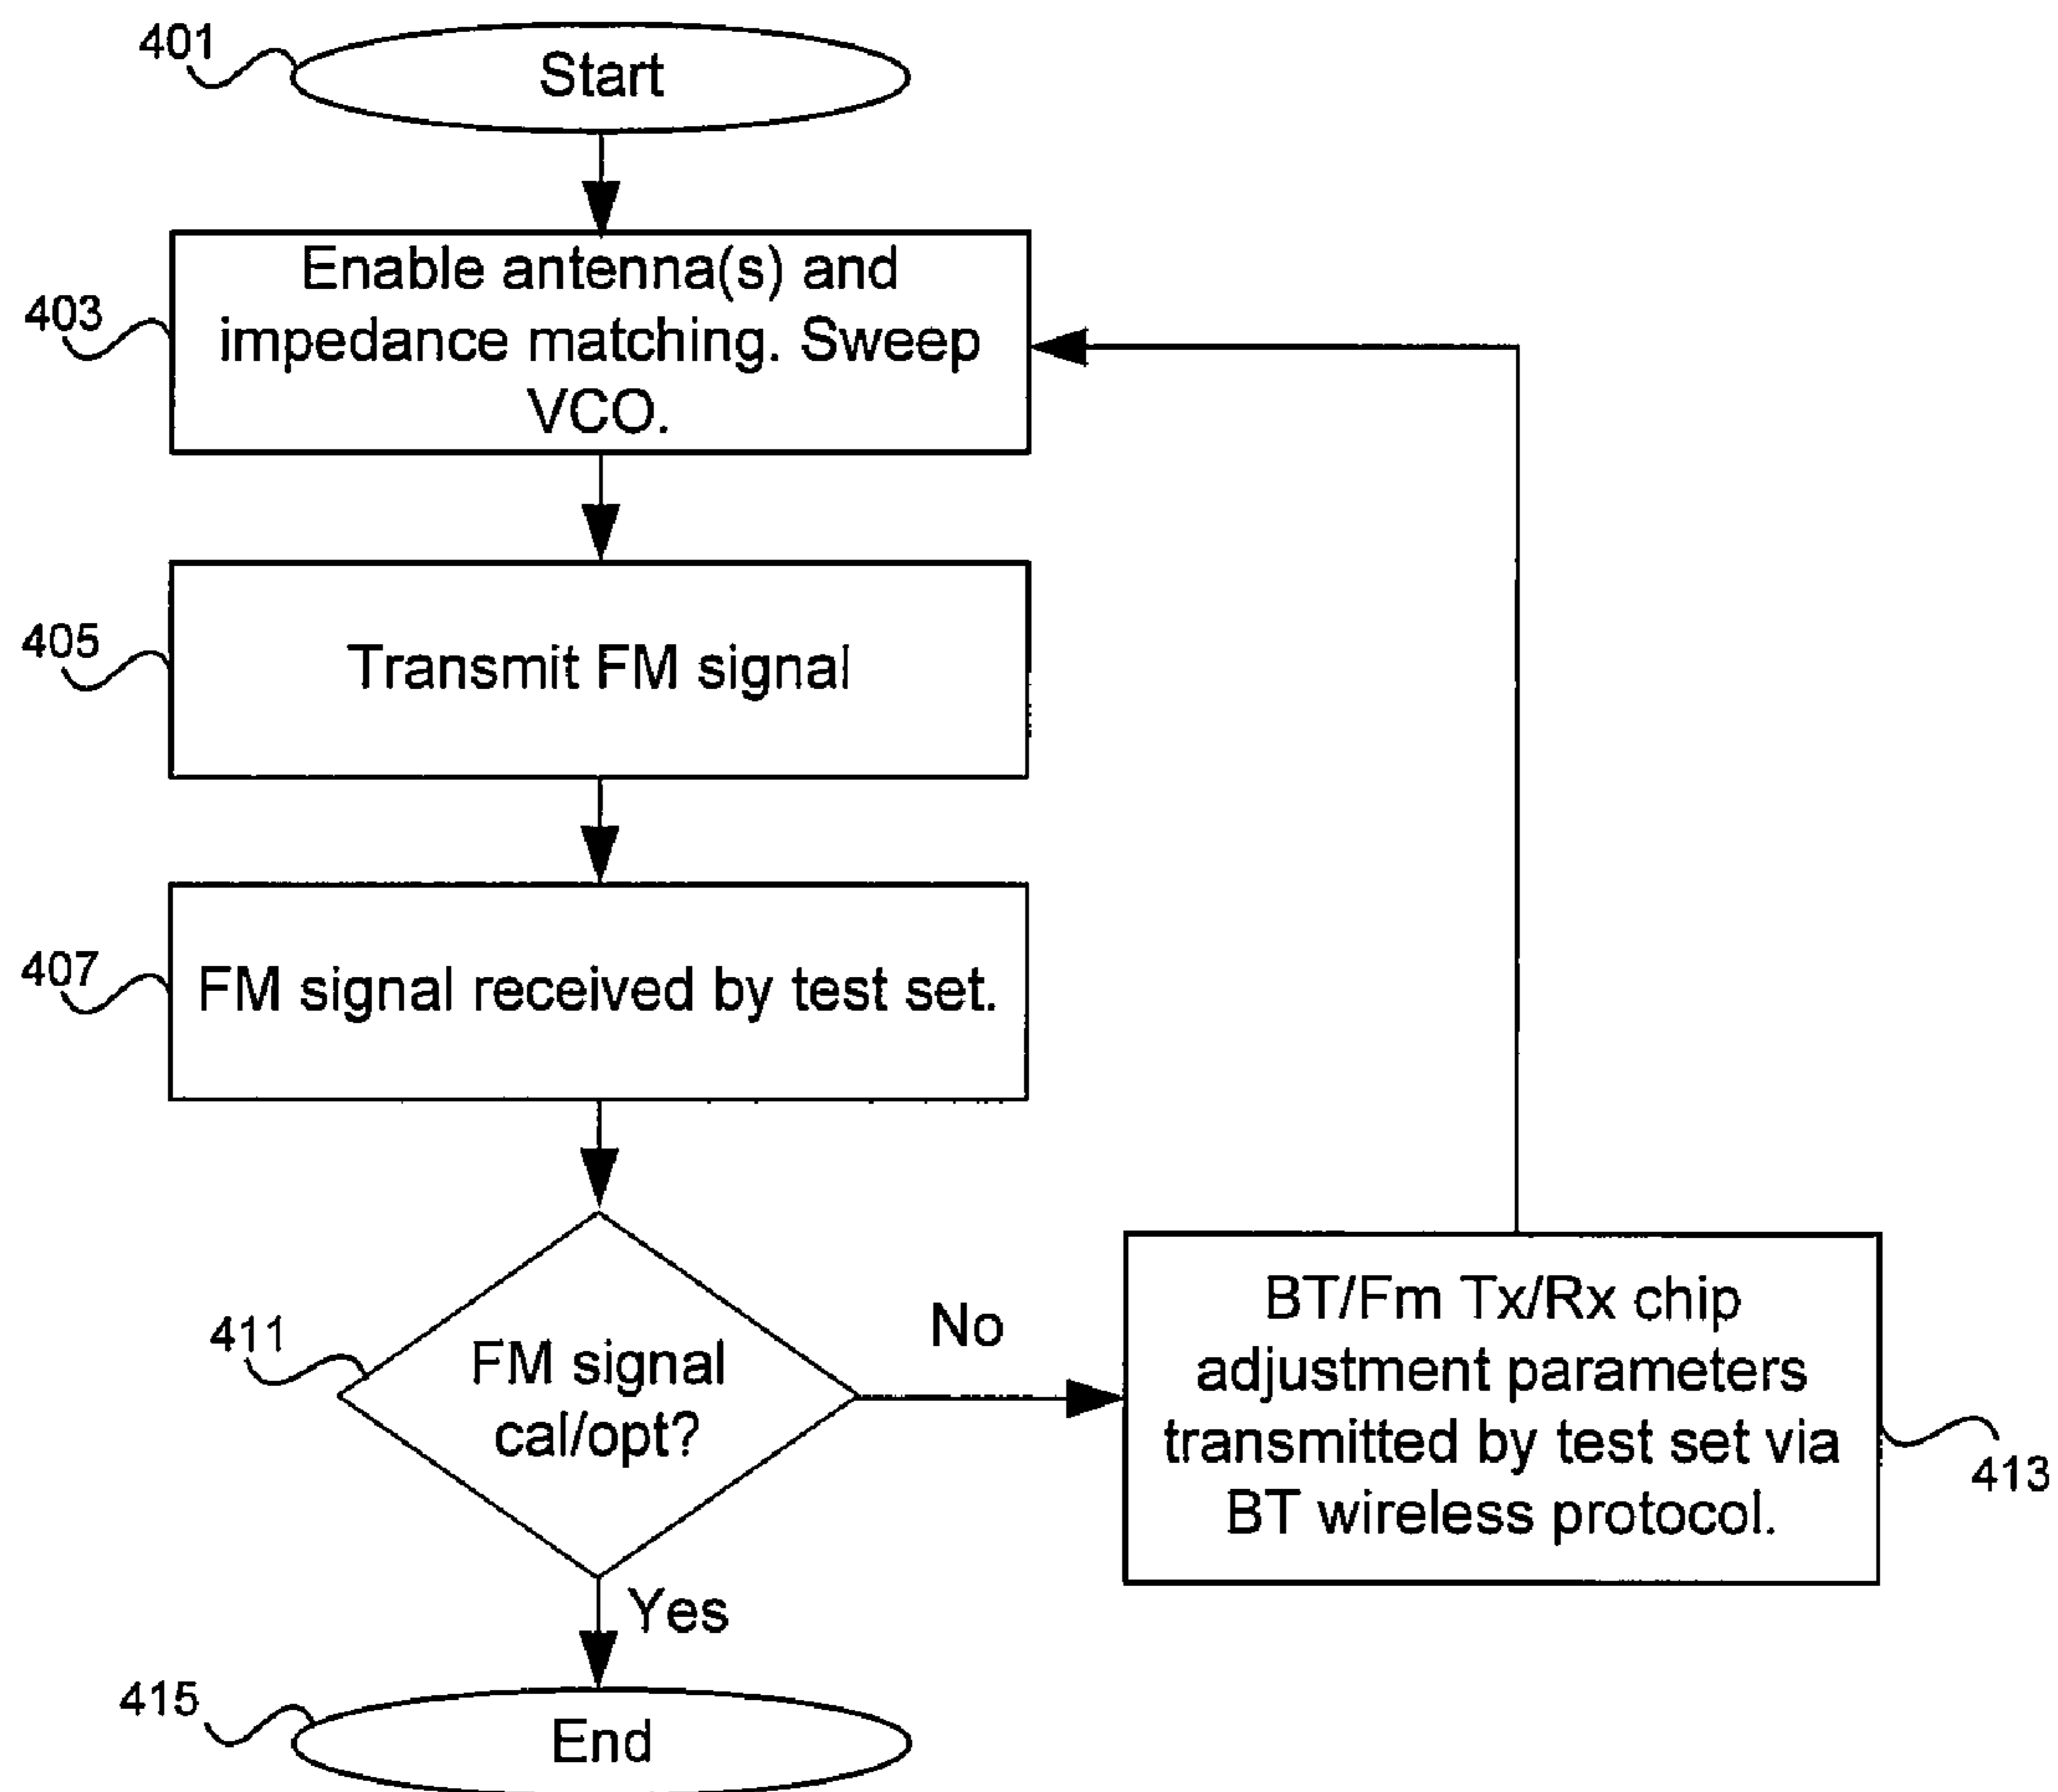 401
Start
403
Enable antenna(s) and
impedance matching. Sweep
VCO.
405
Transmit FM signal
407
FM signal received by test set.
411
FM signal
cal/opt?
No
BT/Fm Tx/Rx chip
adjustment parameters
transmitted by test set via
BT wireless protocol.
413
Yes
415
End